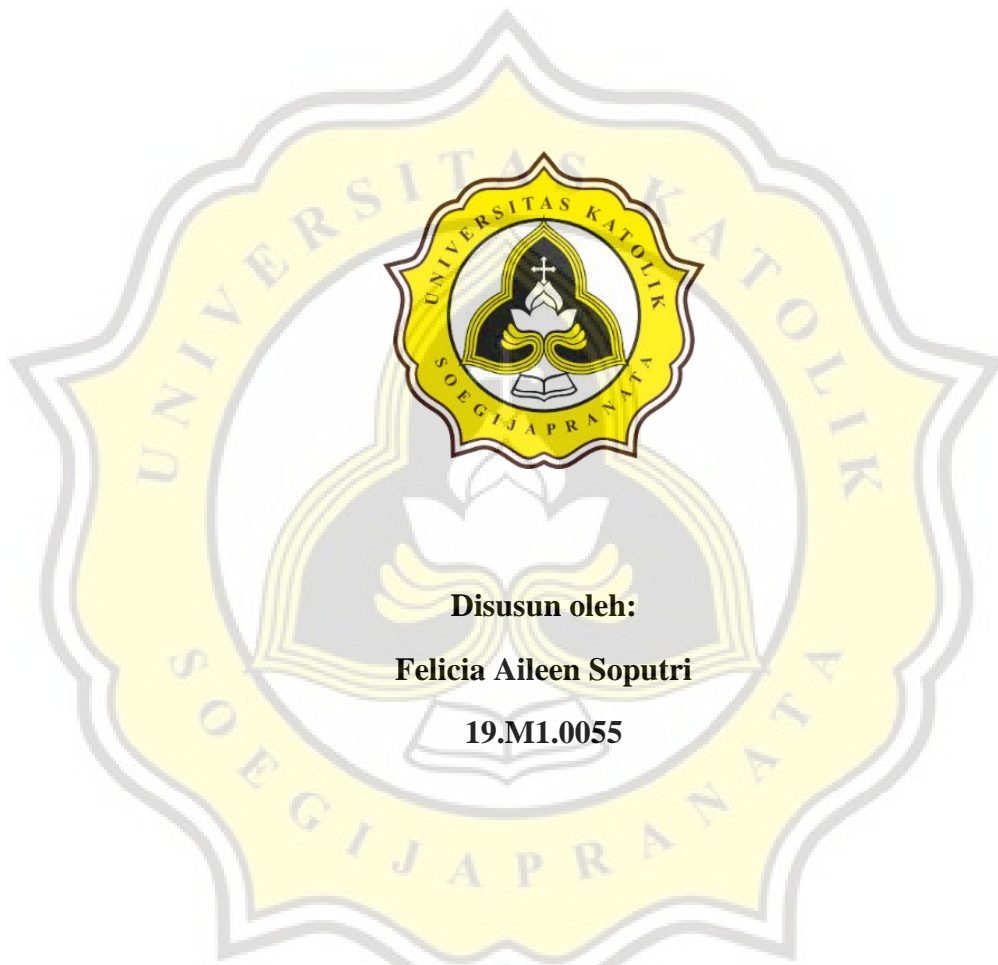 UNIVERSITAS KATOLIK
SOEGIJAPRANATA
UNIVERSITAS KATOLIK
SOEGIJAPRANATA
Disusun oleh:
Felicia Aileen Soputri
19.M1.0055